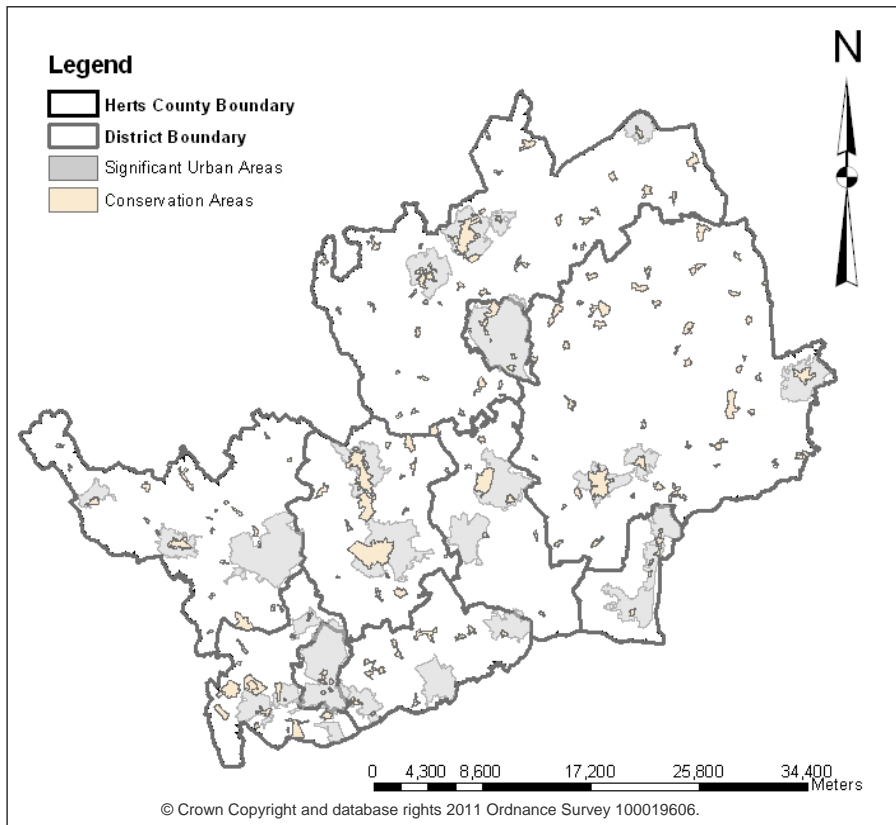 N
Legend
Herts County Boundary
District Boundary
Significant Urban Areas
Conservation Areas
0 4,300 8,600 17,200 25,800 34,400
Meters
© Crown Copyright and database rights 2011 Ordnance Survey 100019606.